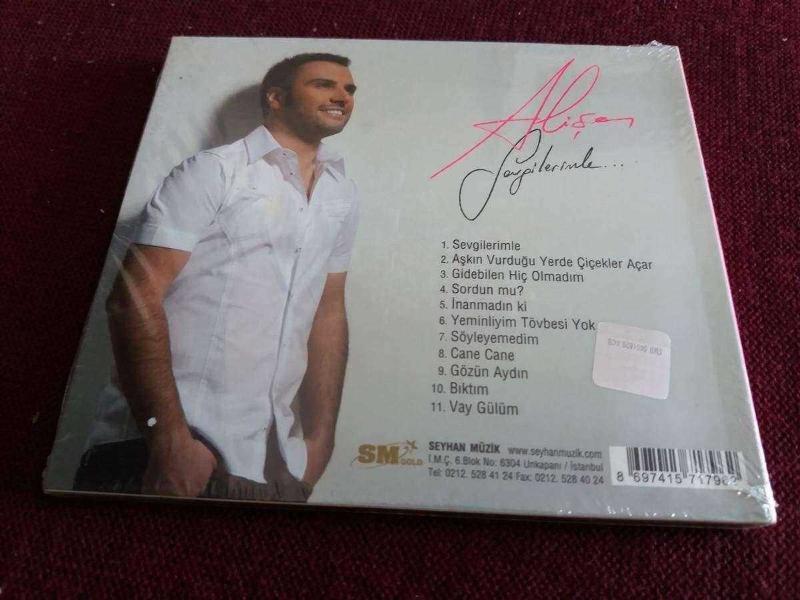 Alişan
Sevgilerimle...
1. Sevgilerimle
2. Aşkın Vurduğu Yerde Çiçekler Açar
3. Gidebilen Hiç Olmadım
4. Sordun mu?
5. İnanmadın ki
6. Yeminliyim Tövbesi Yok
7. Söyleyemedim
8. Cane Cane
9. Gözün Aydın
10. Bıktım
11. Vay Gülüm
SM GOLD
SEYHAN MÜZİK www.seyhanmuzik.com
İ.M.Ç. 6.Blok No: 6304 Unkapanı / İstanbul
Tel: 0212. 528 41 24 Fax: 0212. 528 40 24
8 697415 71796